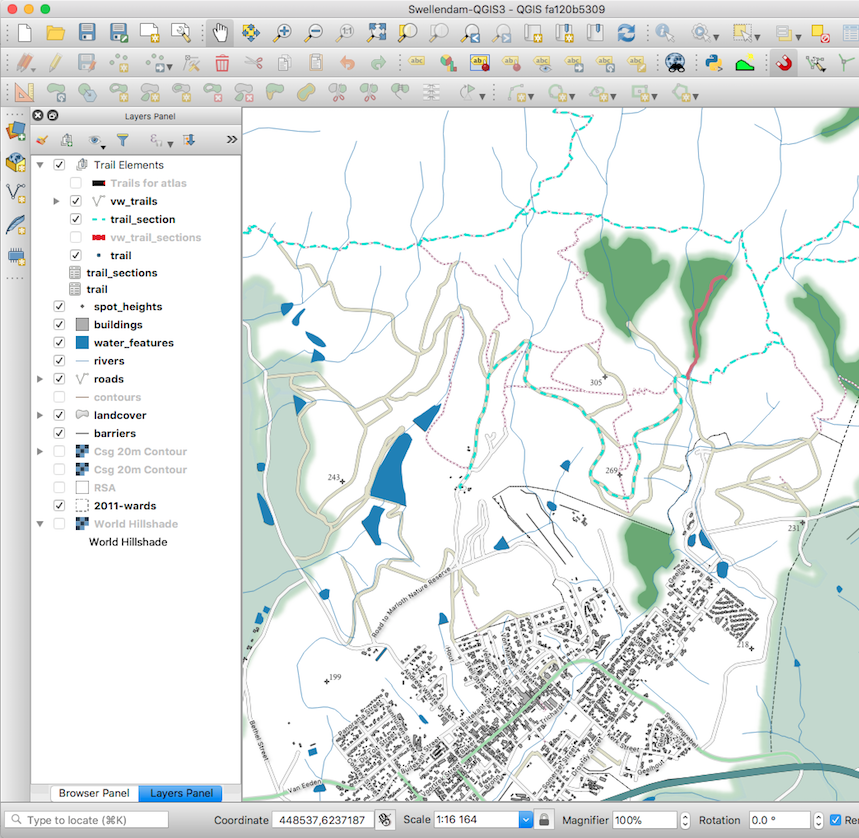 Swellendam-QGIS3 - QGIS fa120b5309
Layers Panel
Trail Elements
Trails for atlas
vw_trails
trail_section
vw_trail_sections
trail
trail_sections
trail
spot_heights
buildings
water_features
rivers
roads
contours
landcover
barriers
Csg 20m Contour
Csg 20m Contour
RSA
2011-wards
World Hillshade
World Hillshade
305
269
243
231
218
199
Road to Marloth Nature Reserve
Bethel Street
Van Eeden
Browser Panel
Layers Panel
Type to locate (⌘K)
Coordinate 448537,6237187
Scale 1:16 164
Magnifier 100%
Rotation 0.0 °